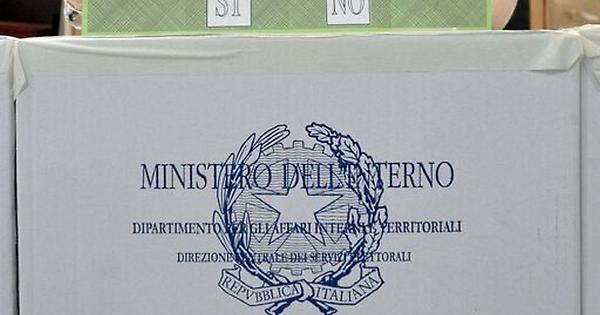 SI NO
MINISTERO DELL'INTERNO
DIPARTIMENTO PER GLI AFFARI INTERNI E TERRITORIALI
DIREZIONE CENTRALE DEI SERVIZI ELETTORALI
REPVBBLICA ITALIANA